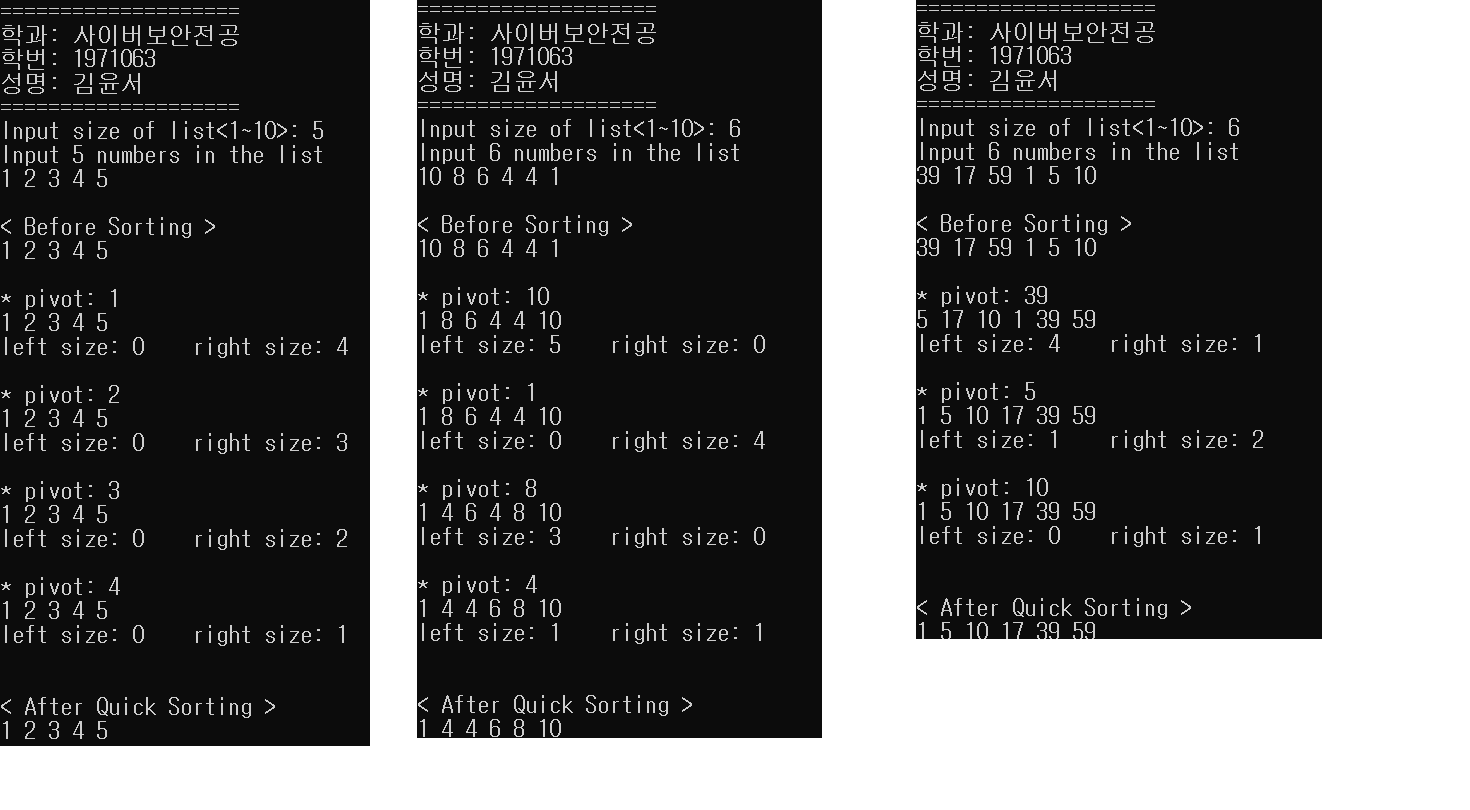 ====================
학과: 사이버보안전공
학번: 1971063
성명: 김윤서
====================
Input size of list<1~10>: 5
Input 5 numbers in the list
1 2 3 4 5

< Before Sorting >
1 2 3 4 5

* pivot: 1
1 2 3 4 5
left size: 0    right size: 4

* pivot: 2
1 2 3 4 5
left size: 0    right size: 3

* pivot: 3
1 2 3 4 5
left size: 0    right size: 2

* pivot: 4
1 2 3 4 5
left size: 0    right size: 1

< After Quick Sorting >
1 2 3 4 5

====================
학과: 사이버보안전공
학번: 1971063
성명: 김윤서
====================
Input size of list<1~10>: 6
Input 6 numbers in the list
10 8 6 4 4 1

< Before Sorting >
10 8 6 4 4 1

* pivot: 10
1 8 6 4 4 10
left size: 5    right size: 0

* pivot: 1
1 8 6 4 4 10
left size: 0    right size: 4

* pivot: 8
1 4 6 4 8 10
left size: 3    right size: 0

* pivot: 4
1 4 4 6 8 10
left size: 1    right size: 1

< After Quick Sorting >
1 4 4 6 8 10

====================
학과: 사이버보안전공
학번: 1971063
성명: 김윤서
====================
Input size of list<1~10>: 6
Input 6 numbers in the list
39 17 59 1 5 10

< Before Sorting >
39 17 59 1 5 10

* pivot: 39
5 17 10 1 39 59
left size: 4    right size: 1

* pivot: 5
1 5 10 17 39 59
left size: 1    right size: 2

* pivot: 10
1 5 10 17 39 59
left size: 0    right size: 1

< After Quick Sorting >
1 5 10 17 39 59